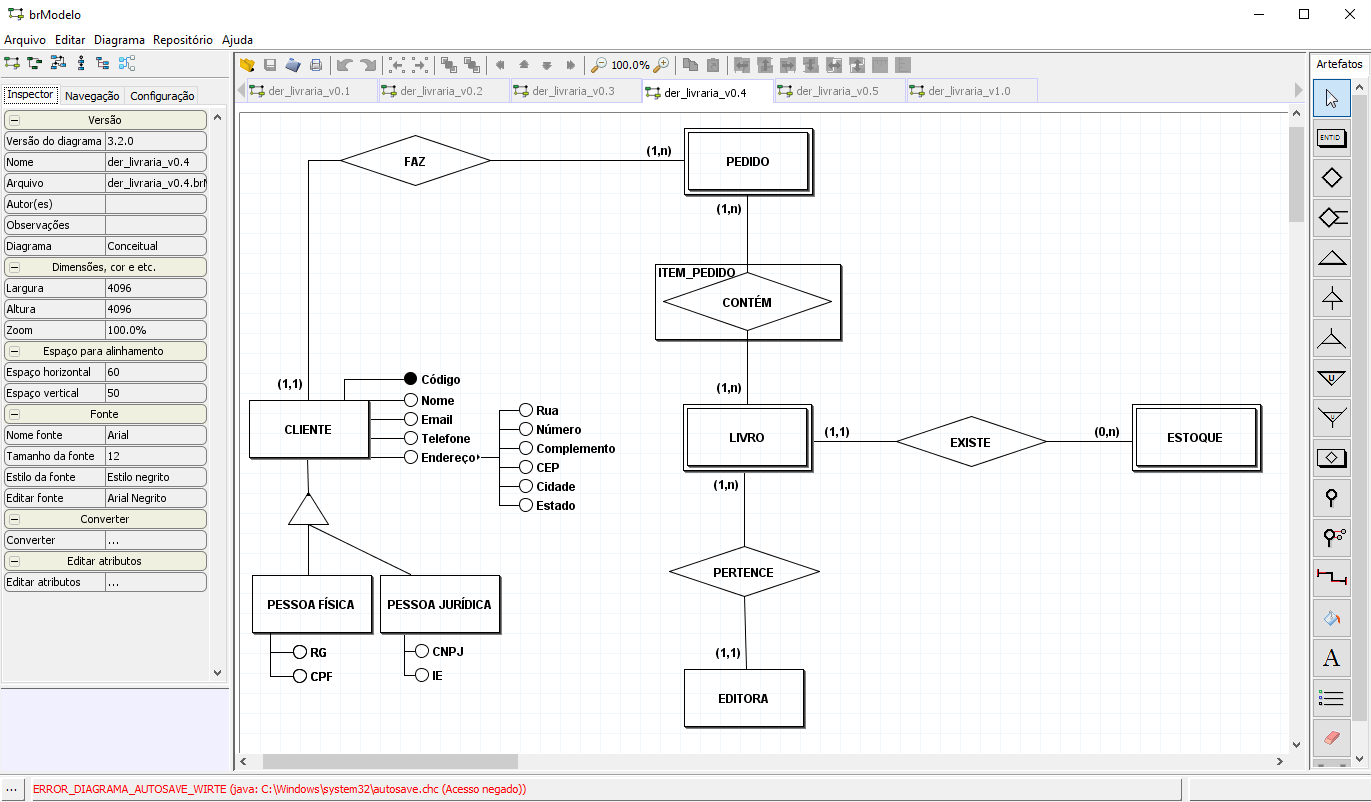 brModelo
Arquivo Editar Diagrama Repositório Ajuda
100.0%
Artefatos
Inspector Navegação Configuração
der_livraria_v0.1 der_livraria_v0.2 der_livraria_v0.3 der_livraria_v0.4 der_livraria_v0.5 der_livraria_v1.0
Versão
Versão do diagrama 3.2.0
Nome der_livraria_v0.4
Arquivo der_livraria_v0.4.brM
Autor(es)
Observações
Diagrama Conceitual
Dimensões, cor e etc.
Largura 4096
Altura 4096
Zoom 100.0%
Espaço para alinhamento
Espaço horizontal 60
Espaço vertical 50
Fonte
Nome fonte Arial
Tamanho da fonte 12
Estilo da fonte Estilo negrito
Editar fonte Arial Negrito
Converter
Converter ...
Editar atributos
Editar atributos ...
FAZ
(1,n)
PEDIDO
(1,n)
ITEM_PEDIDO
CONTÉM
(1,1)
(1,n)
CLIENTE
Código
Nome
Email
Telefone
Endereço
Rua
Número
Complemento
CEP
Cidade
Estado
LIVRO
(1,1)
EXISTE
(0,n)
ESTOQUE
(1,n)
PERTENCE
(1,1)
EDITORA
PESSOA FÍSICA
RG
CPF
PESSOA JURÍDICA
CNPJ
IE
ENTID
U
U
A
... ERROR_DIAGRAMA_AUTOSAVE_WIRTE (java: C:\Windows\system32\autosave.chc (Acesso negado))